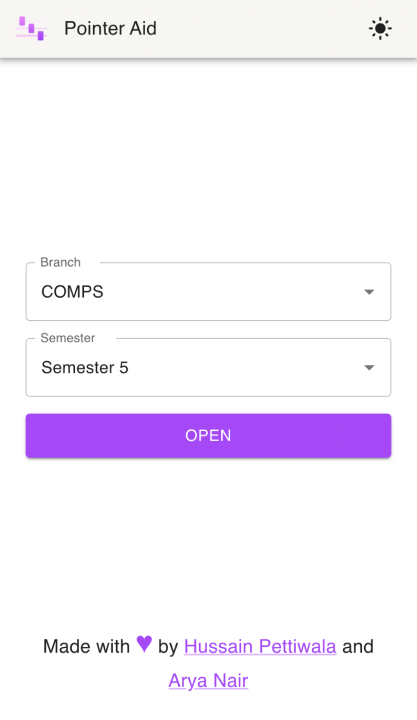 Pointer Aid
Branch
COMPS
Semester
Semester 5
OPEN
Made with ♥ by Hussain Pettiwala and
Arya Nair